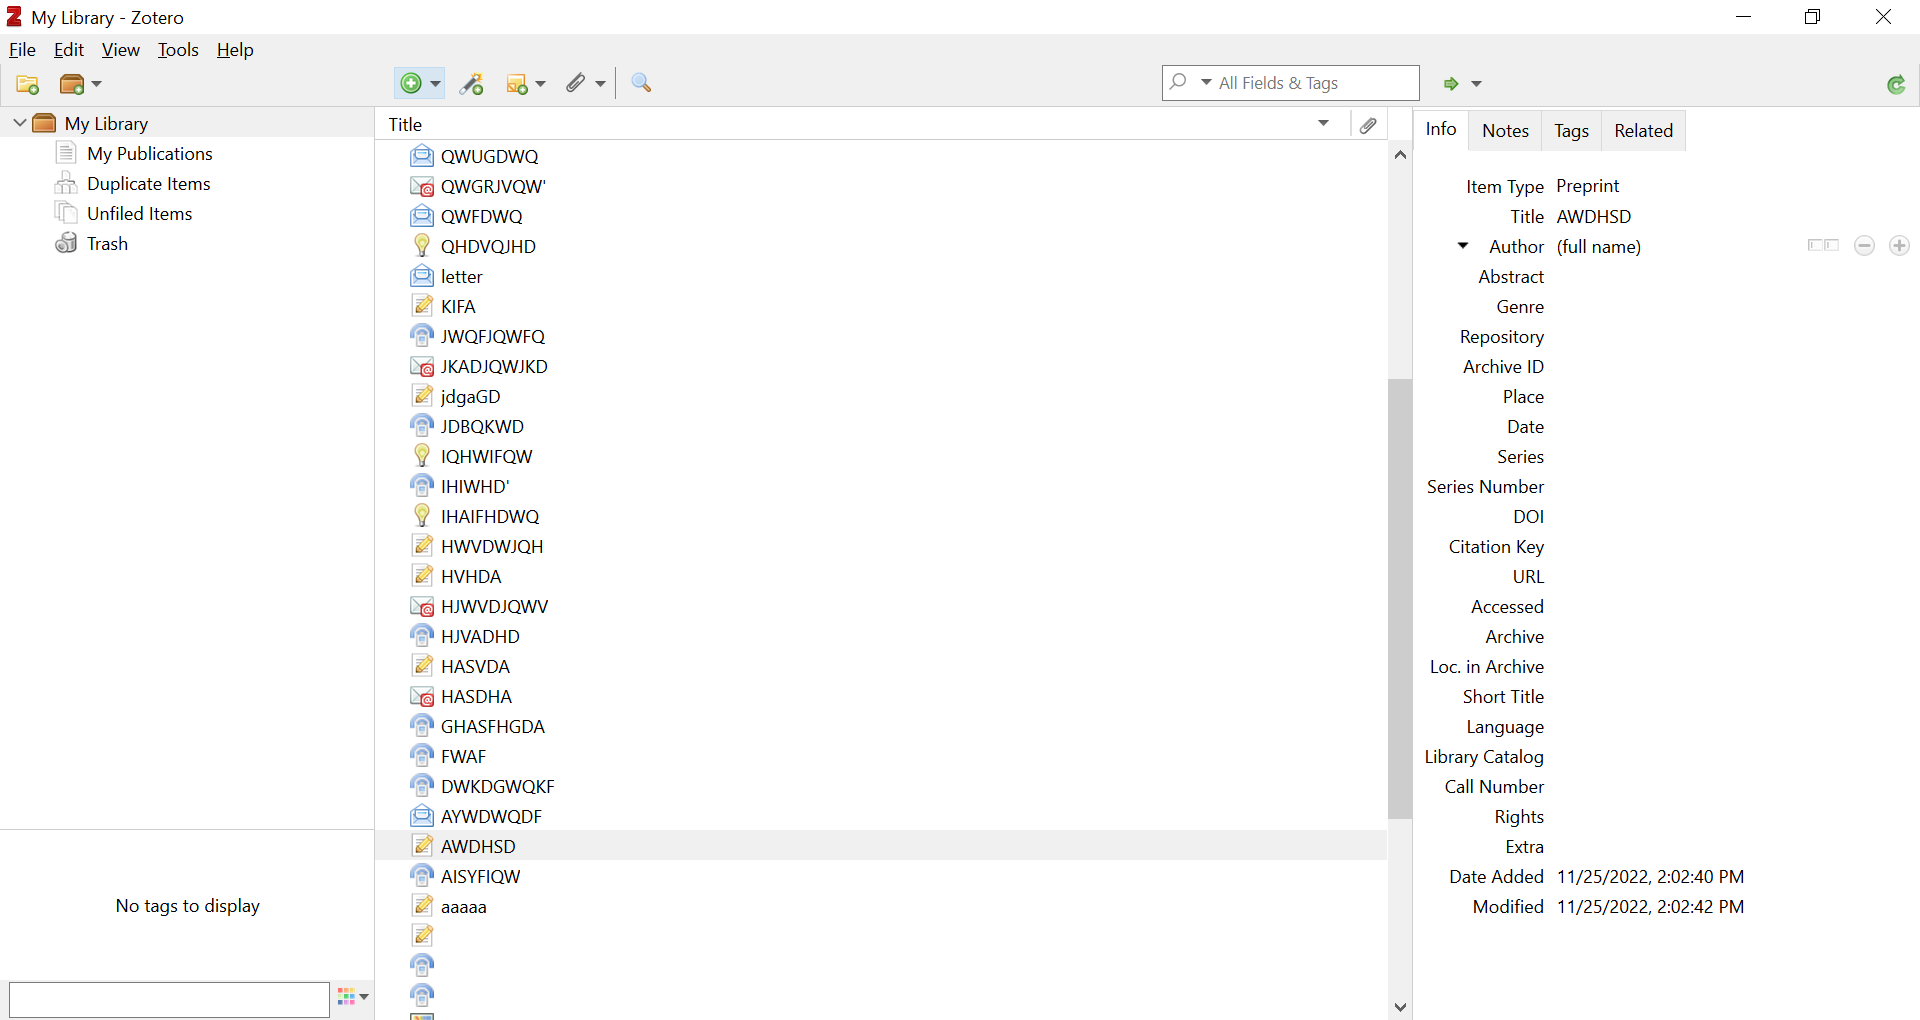 My Library - Zotero
File Edit View Tools Help
All Fields & Tags
My Library
My Publications
Duplicate Items
Unfiled Items
Trash
No tags to display
Title
QWUGDWQ
QWGRJVQW'
QWFDWQ
QHDVQJHD
letter
KIFA
JWQFJQWFQ
JKADJQWJKD
jdgaGD
JDBQKWD
IQHWIFQW
IHIWHD'
IHAIFHDWQ
HWVDWJQH
HVHDA
HJWVDJQWV
HJVADHD
HASVDA
HASDHA
GHASFHGDA
FWAF
DWKDGWQKF
AYWDWQDF
AWDHSD
AISYFIQW
aaaaa
Info Notes Tags Related
Item Type Preprint
Title AWDHSD
Author (full name)
Abstract
Genre
Repository
Archive ID
Place
Date
Series
Series Number
DOI
Citation Key
URL
Accessed
Archive
Loc. in Archive
Short Title
Language
Library Catalog
Call Number
Rights
Extra
Date Added 11/25/2022, 2:02:40 PM
Modified 11/25/2022, 2:02:42 PM